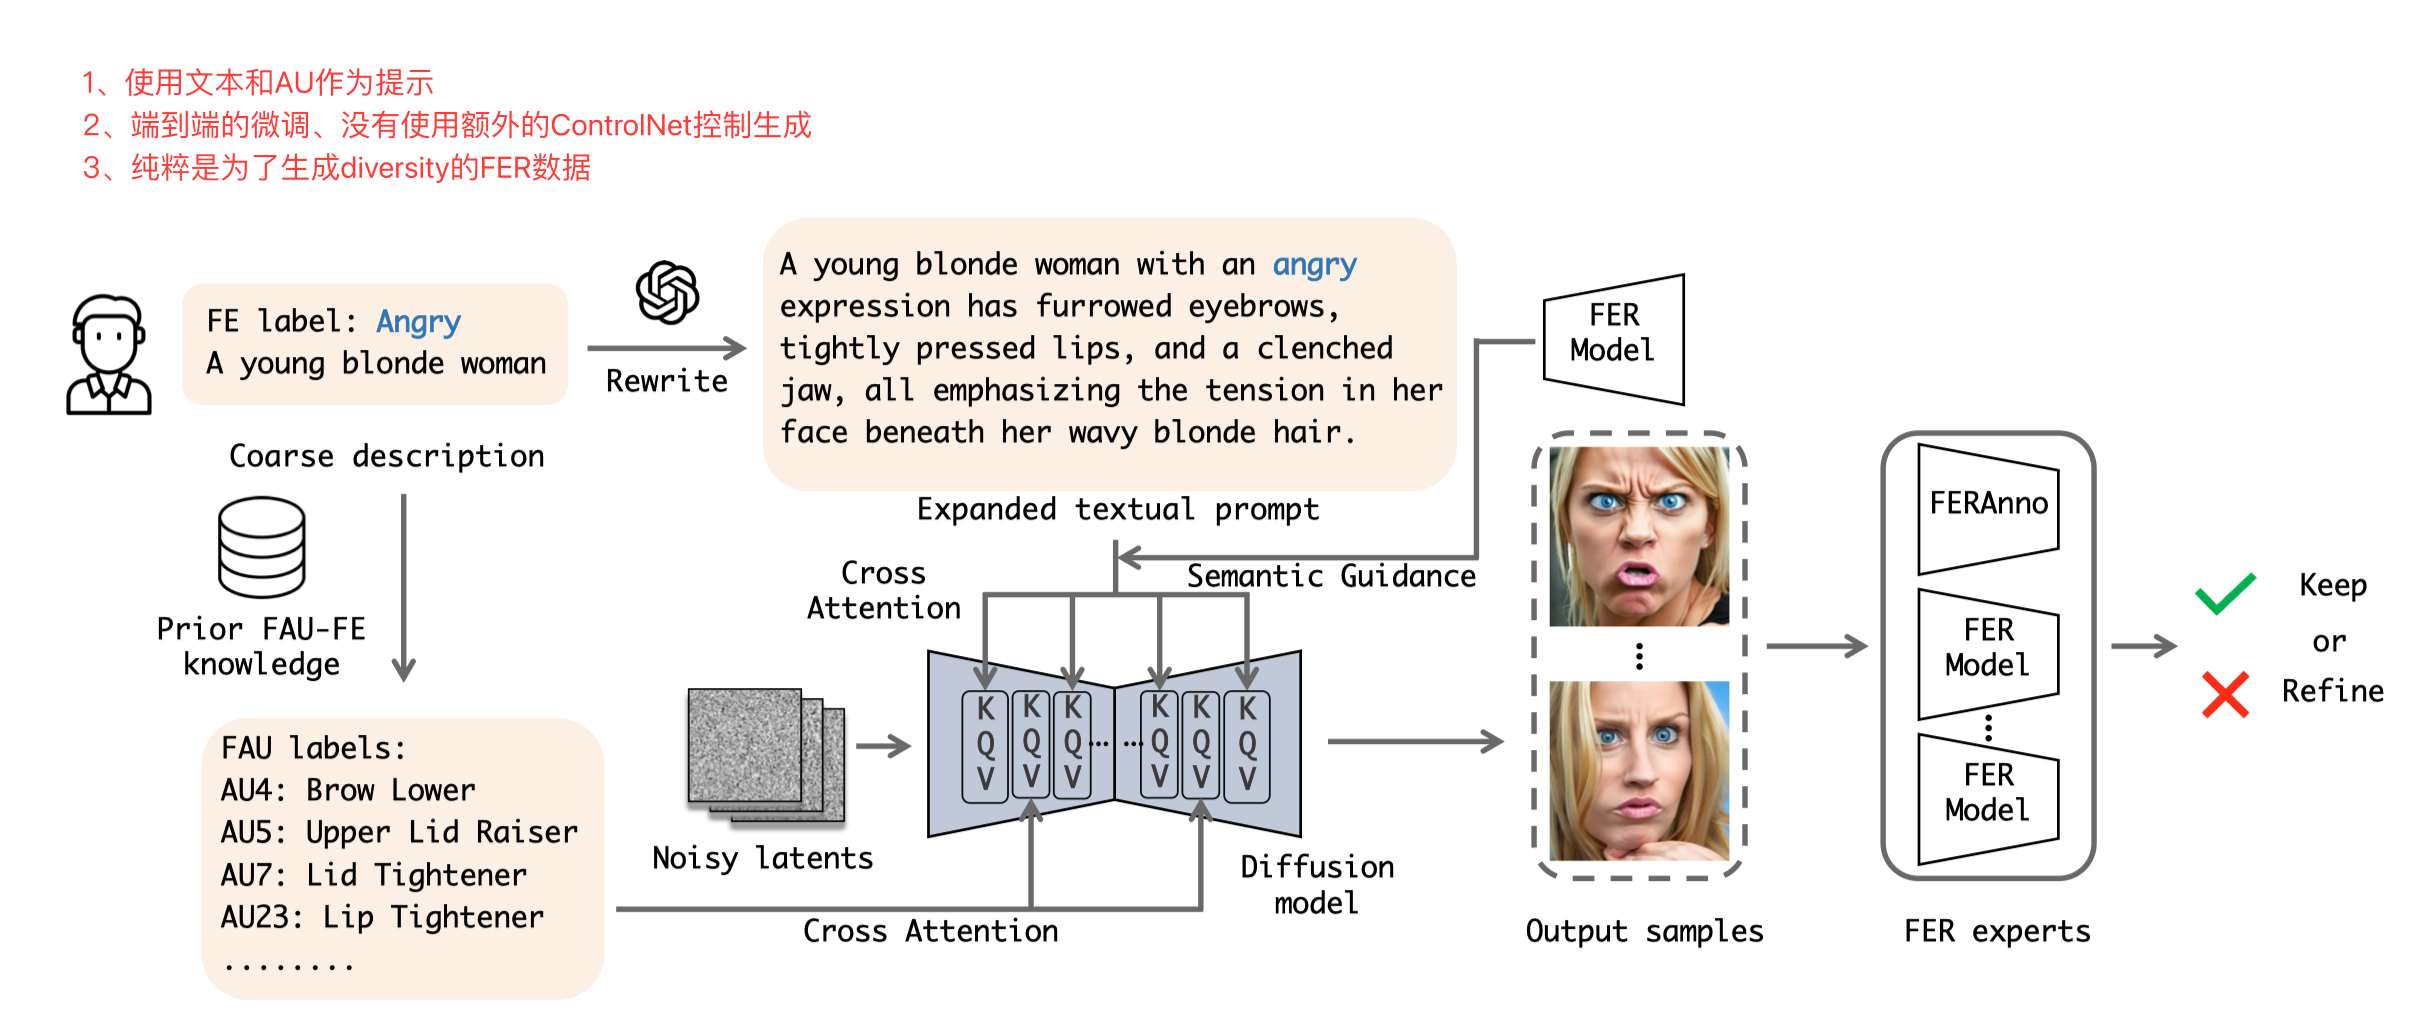 1、使用文本和AU作为提示
2、端到端的微调、没有使用额外的ControlNet控制生成
3、纯粹是为了生成diversity的FER数据
FE label: Angry
A young blonde woman
Coarse description
Rewrite
A young blonde woman with an angry
expression has furrowed eyebrows,
tightly pressed lips, and a clenched
jaw, all emphasizing the tension in her
face beneath her wavy blonde hair.
Expanded textual prompt
FER
Model
Semantic Guidance
Cross
Attention
Prior FAU-FE
knowledge
FAU labels:
AU4: Brow Lower
AU5: Upper Lid Raiser
AU7: Lid Tightener
AU23: Lip Tightener
........
Noisy latents
K
Q
V
K
Q
V
K
Q
V
...
...
K
Q
V
K
Q
V
K
Q
V
Cross Attention
Diffusion
model
Output samples
FERAnno
FER
Model
FER
Model
FER experts
Keep
or
Refine